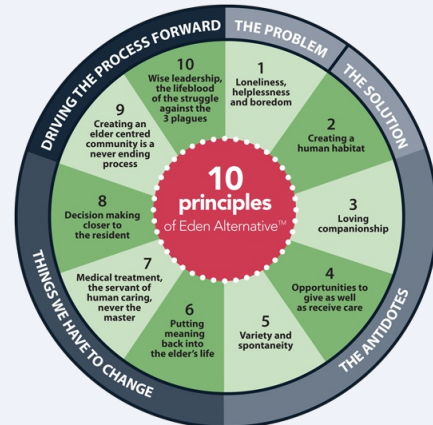 10
principles
of Eden Alternative™
THE PROBLEM
1
Loneliness,
helplessness
and boredom
THE SOLUTION
2
Creating a
human habitat
THE ANTIDOTES
3
Loving
companionship
4
Opportunities to
give as well
as receive care
5
Variety and
spontaneity
THINGS WE HAVE TO CHANGE
6
Putting
meaning
back into
the elder's life
7
Medical treatment,
the servant of
human caring,
never the
master
8
Decision making
closer to
the resident
DRIVING THE PROCESS FORWARD
9
Creating an
elder centred
community is a
never ending
process
10
Wise leadership,
the lifeblood
of the struggle
against the
3 plagues